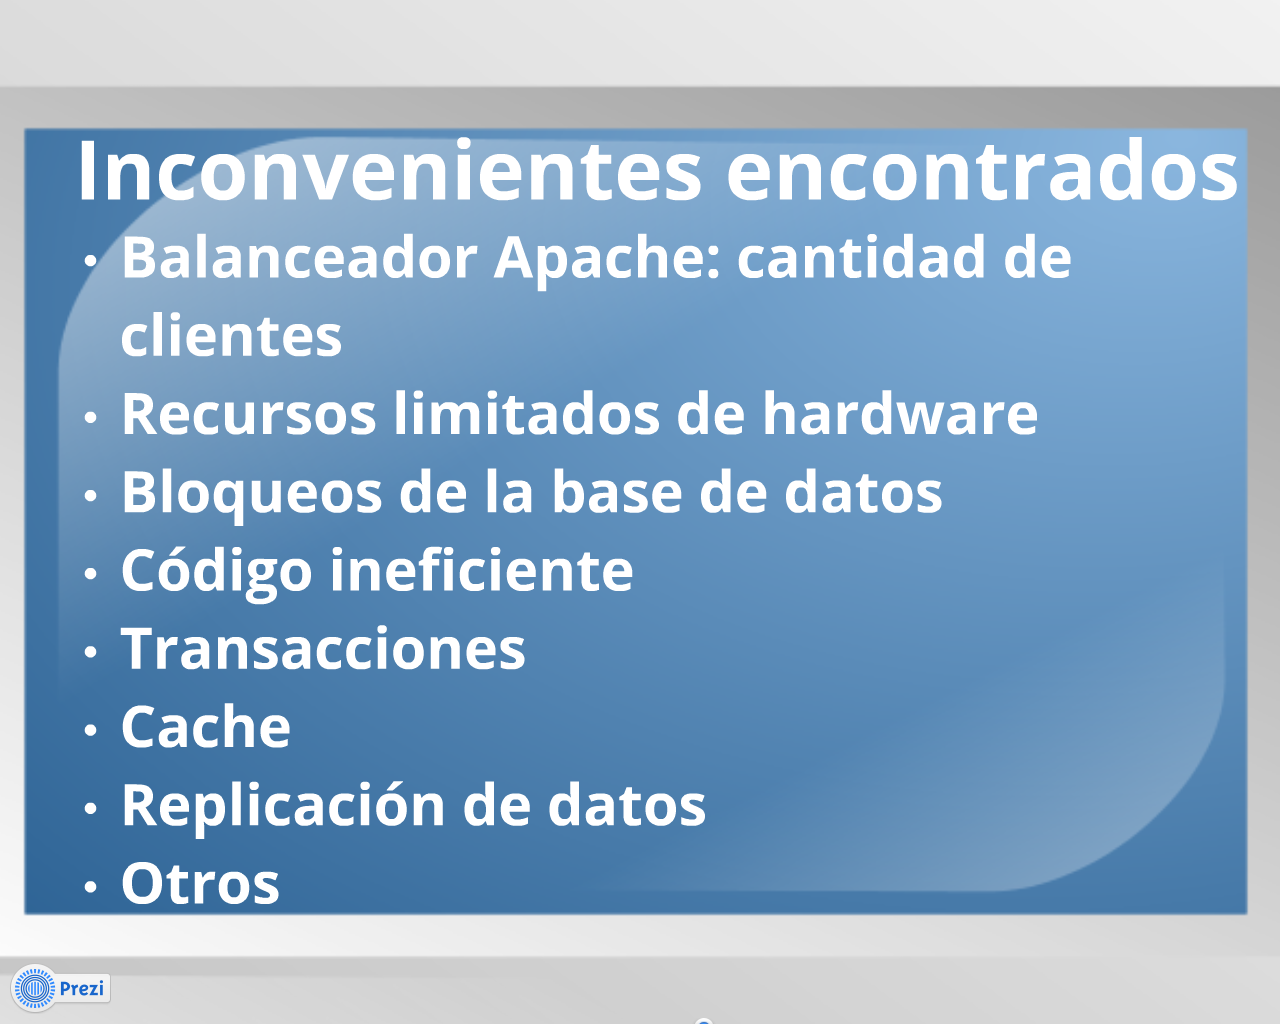 Inconvenientes encontrados
• Balanceador Apache: cantidad de
clientes
• Recursos limitados de hardware
• Bloqueos de la base de datos
• Código ineficiente
• Transacciones
• Cache
• Replicación de datos
• Otros
Prezi